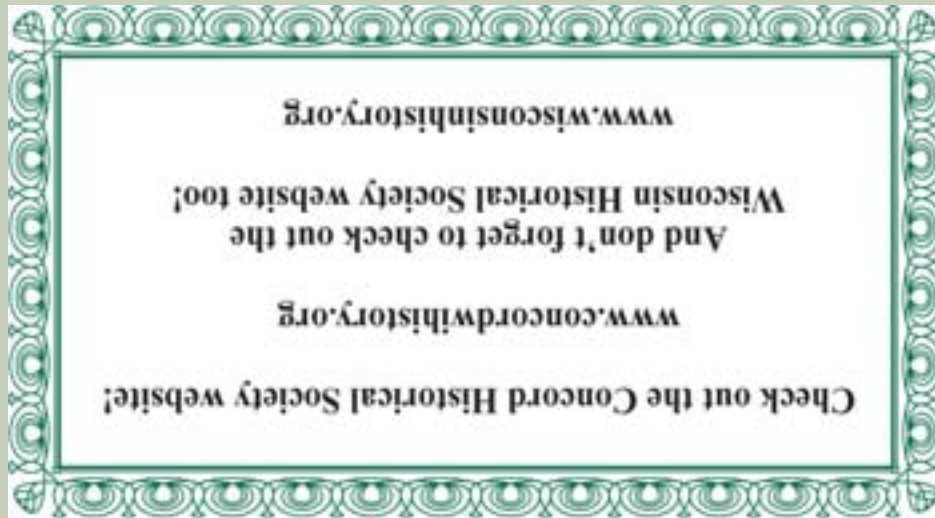 Check out the Concord Historical Society website!
www.concordwihistory.org
And don't forget to check out the
Wisconsin Historical Society website too!
www.wisconsinhistory.org